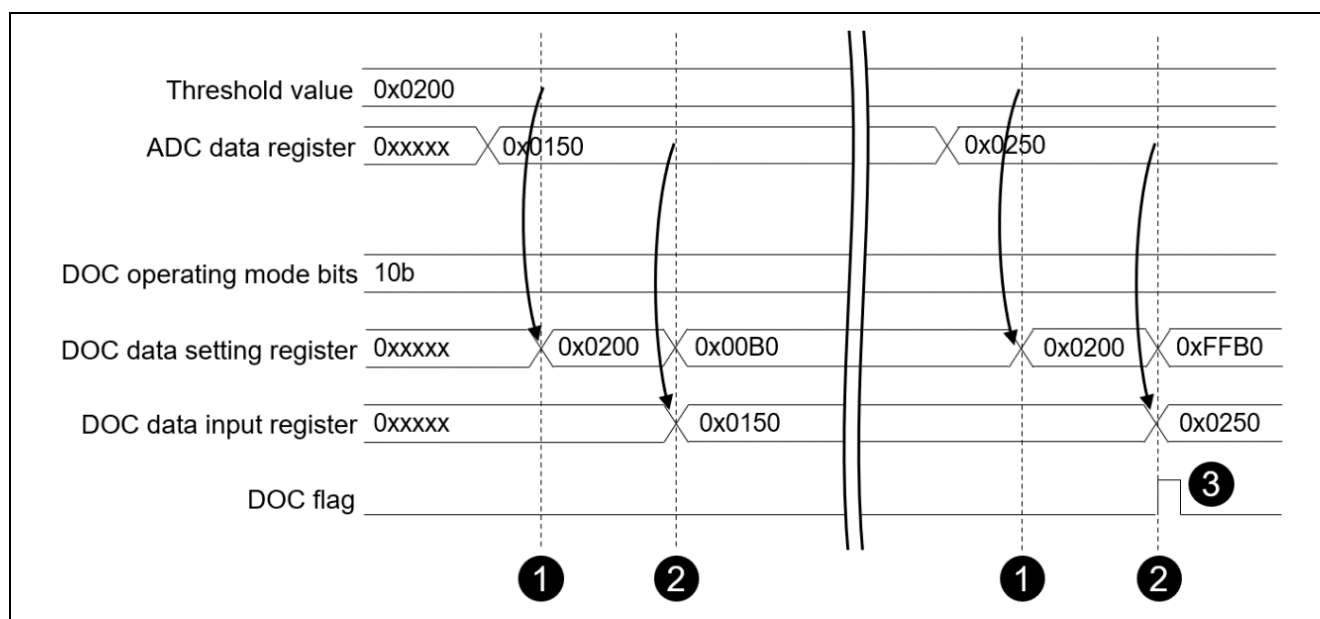 Threshold value 0x0200
ADC data register 0xxxxx 0x0150 0x0250
DOC operating mode bits 10b
DOC data setting register 0xxxxx 0x0200 0x00B0 0x0200 0xFFB0
DOC data input register 0xxxxx 0x0150 0x0250
DOC flag 3
1 2 1 2